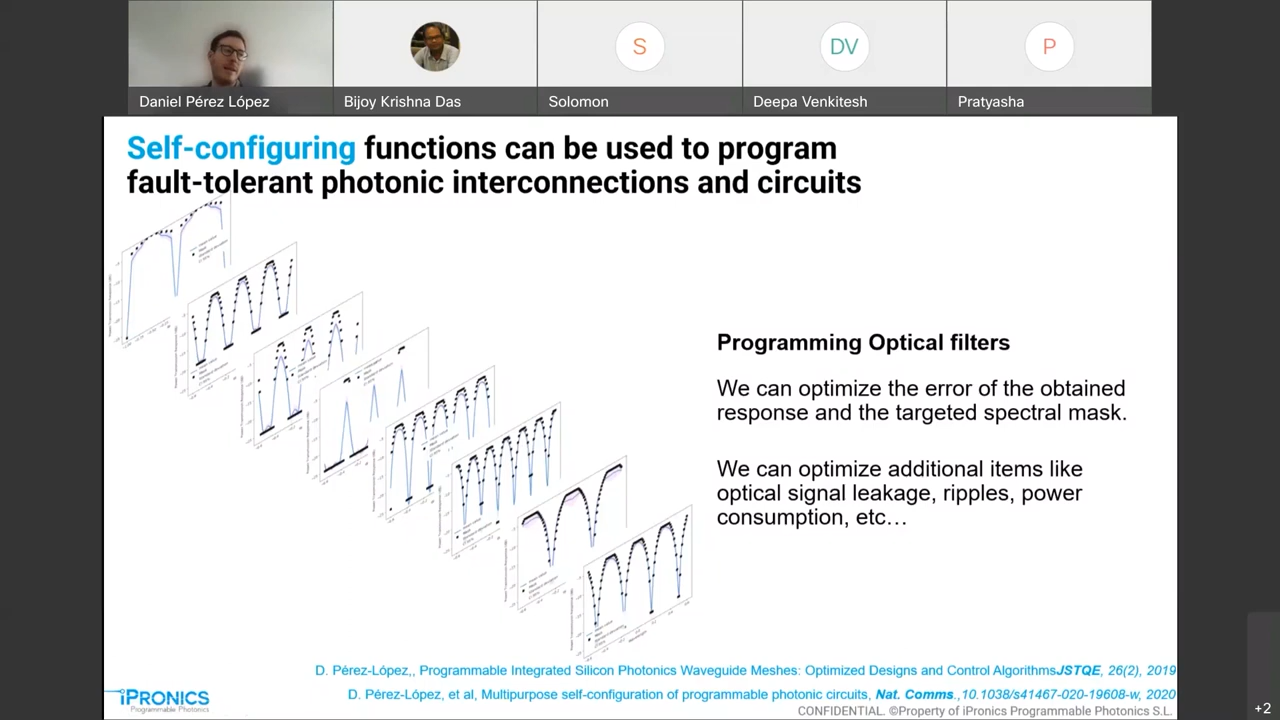 S
DV
P
Daniel Pérez López
Bijoy Krishna Das
Solomon
Deepa Venkitesh
Pratyasha
Self-configuring functions can be used to program
fault-tolerant photonic interconnections and circuits
Programming Optical filters
We can optimize the error of the obtained
response and the targeted spectral mask.
We can optimize additional items like
optical signal leakage, ripples, power
consumption, etc…
D. Pérez-López,, Programmable Integrated Silicon Photonics Waveguide Meshes: Optimized Designs and Control AlgorithmsJSTQE, 26(2), 2019
D. Pérez-López, et al, Multipurpose self-configuration of programmable photonic circuits, Nat. Comms.,10.1038/s41467-020-19608-w, 2020
iPRONICS
Programmable Photonics
CONFIDENTIAL. ©Property of iPronics Programmable Photonics S.L.
+2